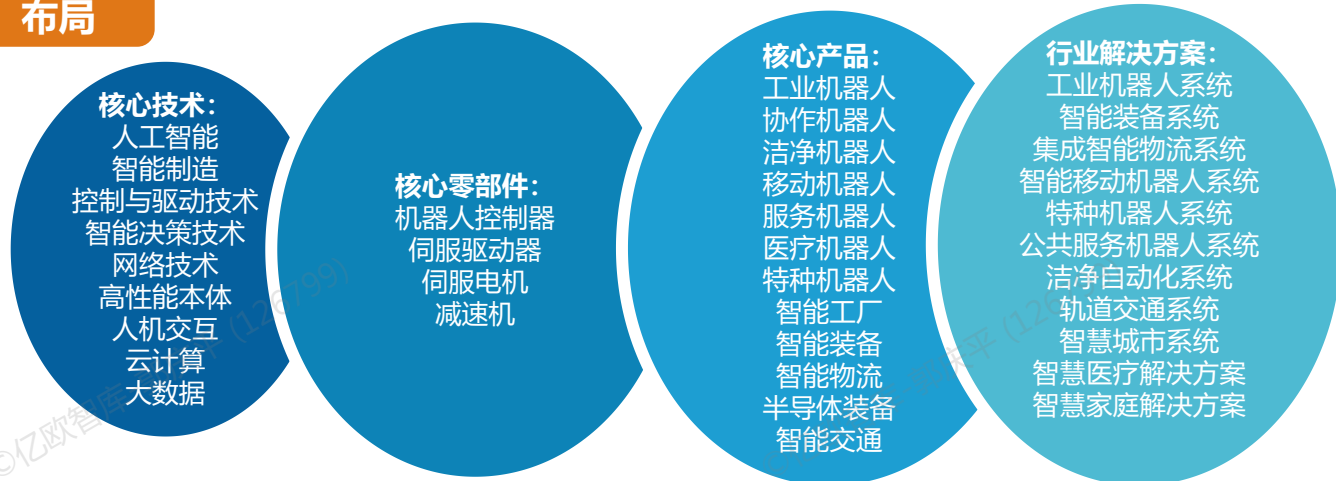 布局
核心技术：
人工智能
智能制造
控制与驱动技术
智能决策技术
网络技术
高性能本体
人机交互
云计算
大数据
核心零部件：
机器人控制器
伺服驱动器
伺服电机
减速机
核心产品：
工业机器人
协作机器人
洁净机器人
移动机器人
服务机器人
医疗机器人
特种机器人
智能工厂
智能装备
智能物流
半导体装备
智能交通
行业解决方案：
工业机器人系统
智能装备系统
集成智能物流系统
智能移动机器人系统
特种机器人系统
公共服务机器人系统
洁净自动化系统
轨道交通系统
智慧城市系统
智慧医疗解决方案
智慧家庭解决方案